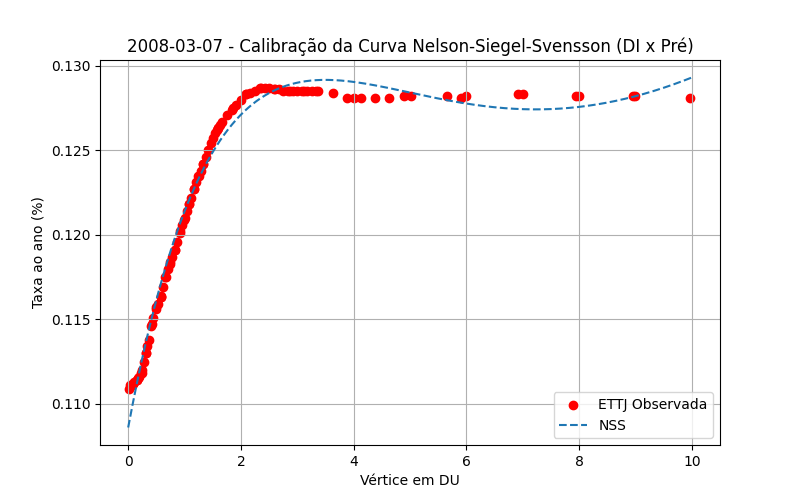 2008-03-07 - Calibração da Curva Nelson-Siegel-Svensson (DI x Pré)
Taxa ao ano (%)
0.130
0.125
0.120
0.115
0.110
ETTJ Observada
NSS
0 2 4 6 8 10
Vértice em DU